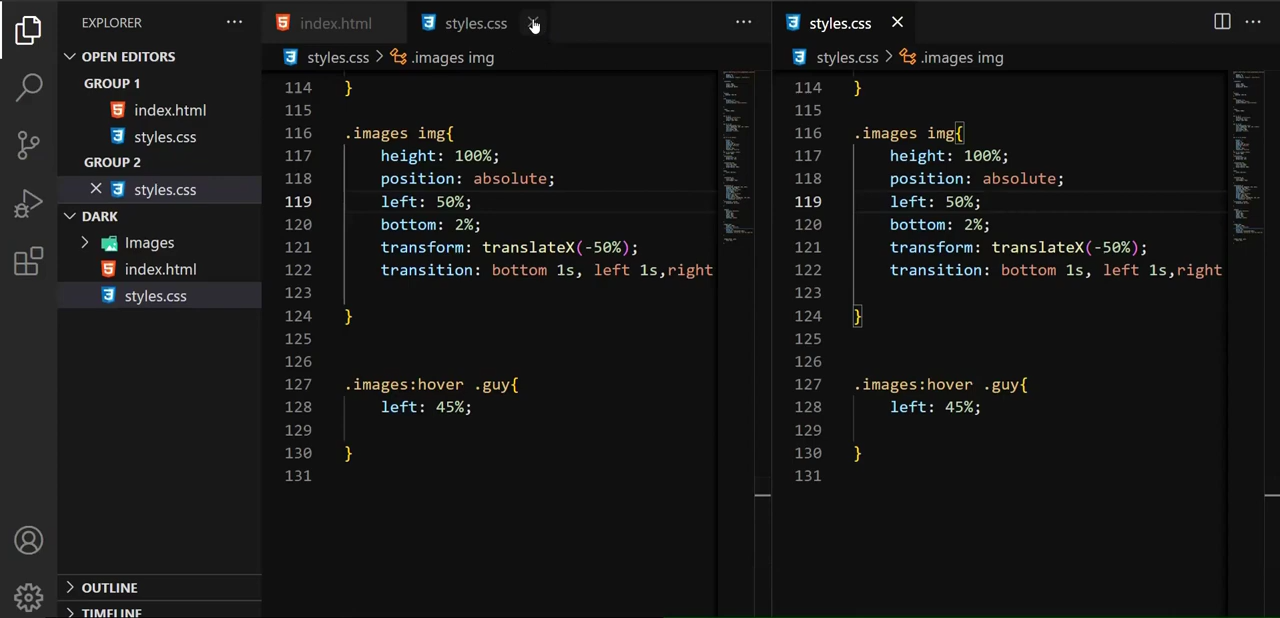 EXPLORER
OPEN EDITORS
GROUP 1
index.html
styles.css
GROUP 2
styles.css
DARK
Images
index.html
styles.css
OUTLINE
TIMELINE
index.html
styles.css
styles.css > .images img
114 }
115
116 .images img{
117 height: 100%;
118 position: absolute;
119 left: 50%;
120 bottom: 2%;
121 transform: translateX(-50%);
122 transition: bottom 1s, left 1s,right
123
124 }
125
126
127 .images:hover .guy{
128 left: 45%;
129
130 }
131
styles.css
styles.css > .images img
114 }
115
116 .images img{
117 height: 100%;
118 position: absolute;
119 left: 50%;
120 bottom: 2%;
121 transform: translateX(-50%);
122 transition: bottom 1s, left 1s,right
123
124 }
125
126
127 .images:hover .guy{
128 left: 45%;
129
130 }
131